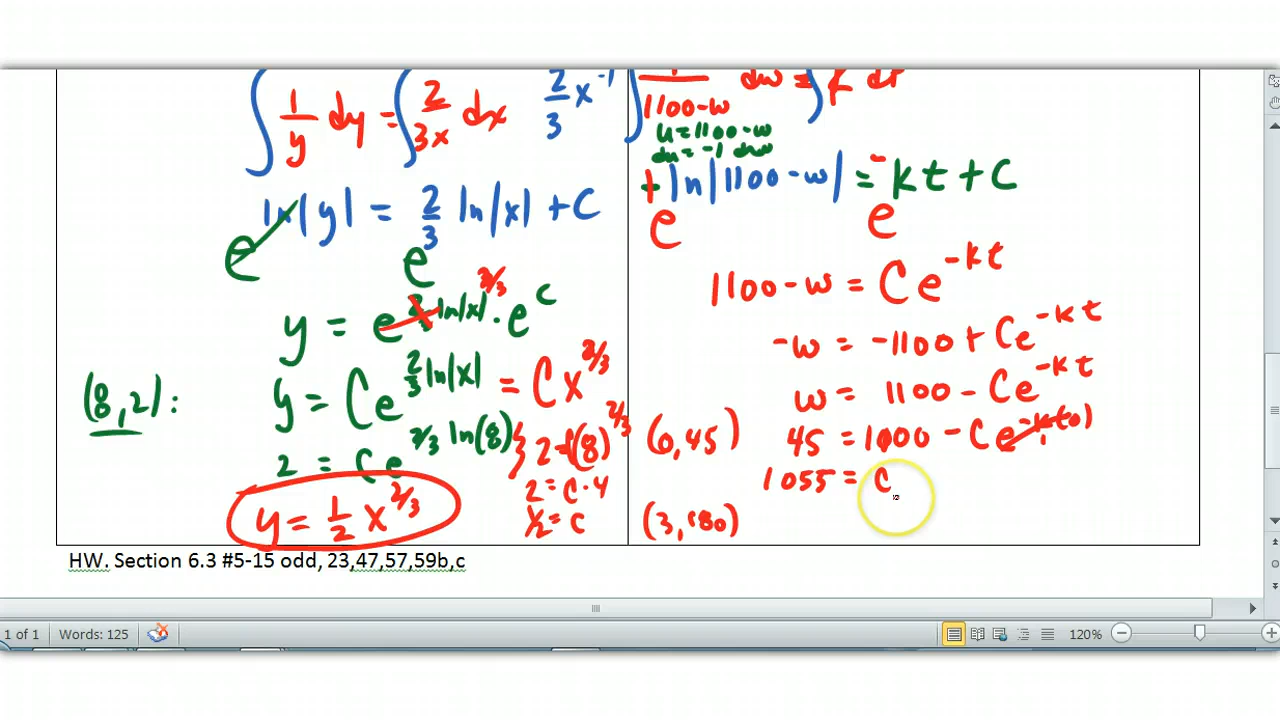 ∫ 1/y dy = ∫ 2/3x dx 2/3 x⁻¹
ln|y| = 2/3 ln|x| + C
e e
y = e^(2/3 ln|x|) · e^c 2/3
(8,2): y = Ce^(2/3 ln|x|) = Cx^(2/3)
2 = Ce^(2/3 ln(8)) } 2 = C(8)^(2/3)
2 = C·4
y = 1/2 x^(2/3) 1/2 = C
∫ 1/1100-w dw = ∫ k dt
u = 1100-w
du = -1 dw
ln|1100-w| = -kt + C
e e
1100-w = Ce^(-kt)
-w = -1100 + Ce^(-kt)
w = 1100 - Ce^(-kt)
(0,45) 45 = 1100 - Ce^(-k(0))
1055 = C
(3,180)
HW. Section 6.3 #5-15 odd, 23,47,57,59b,c
1 of 1 Words: 125 120%